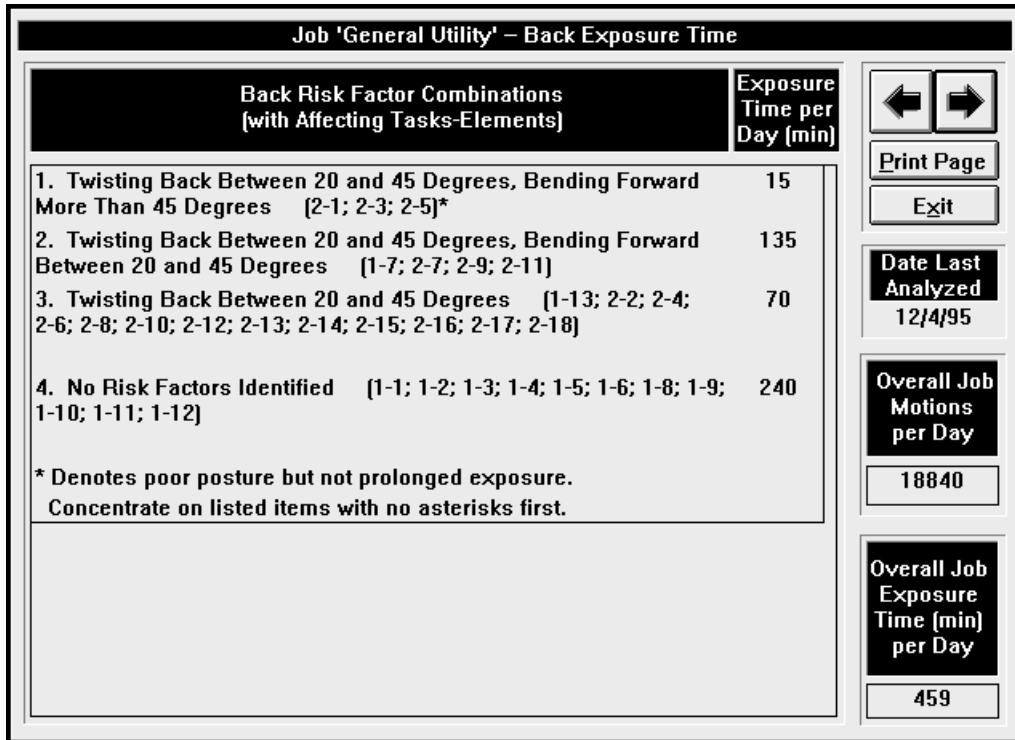 Job 'General Utility' – Back Exposure Time
Back Risk Factor Combinations
(with Affecting Tasks-Elements)
Exposure
Time per
Day (min)
1. Twisting Back Between 20 and 45 Degrees, Bending Forward 15
More Than 45 Degrees (2-1; 2-3; 2-5)*
2. Twisting Back Between 20 and 45 Degrees, Bending Forward 135
Between 20 and 45 Degrees (1-7; 2-7; 2-9; 2-11)
3. Twisting Back Between 20 and 45 Degrees (1-13; 2-2; 2-4; 70
2-6; 2-8; 2-10; 2-12; 2-13; 2-14; 2-15; 2-16; 2-17; 2-18)
4. No Risk Factors Identified (1-1; 1-2; 1-3; 1-4; 1-5; 1-6; 1-8; 1-9; 240
1-10; 1-11; 1-12)
* Denotes poor posture but not prolonged exposure.
Concentrate on listed items with no asterisks first.
Print Page
Exit
Date Last
Analyzed
12/4/95
Overall Job
Motions
per Day
18840
Overall Job
Exposure
Time (min)
per Day
459